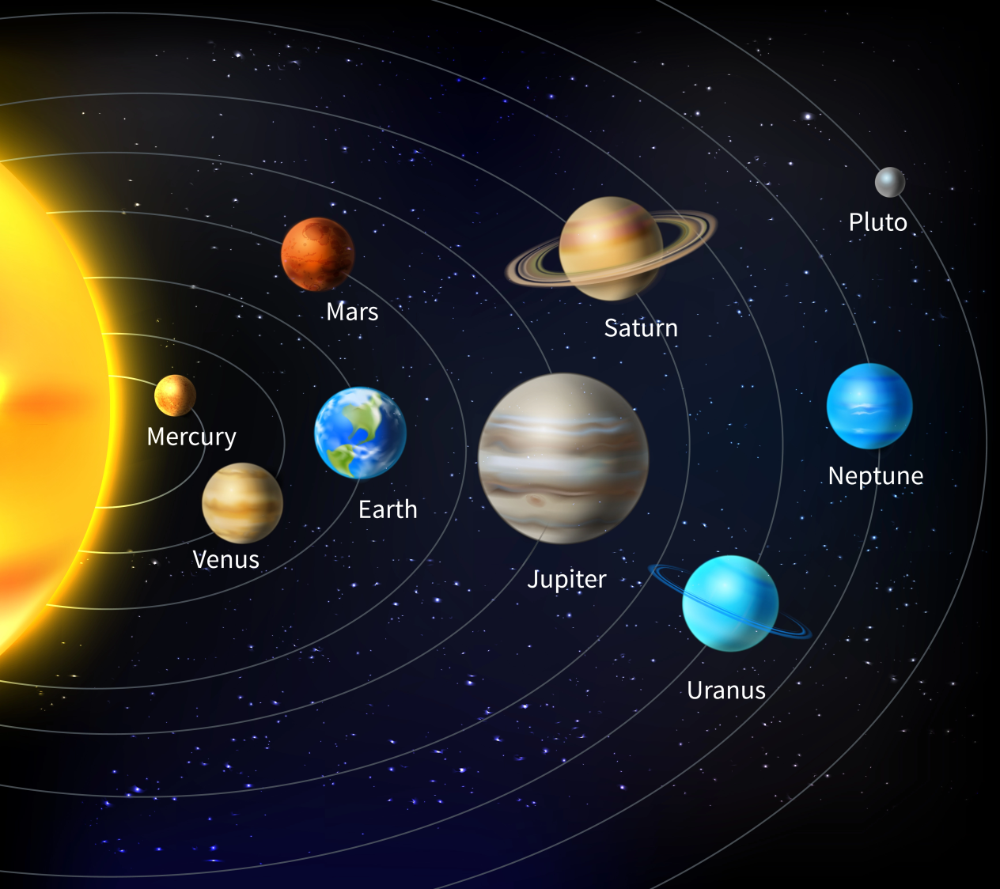 Pluto
Mars
Saturn
Mercury
Neptune
Earth
Venus
Jupiter
Uranus